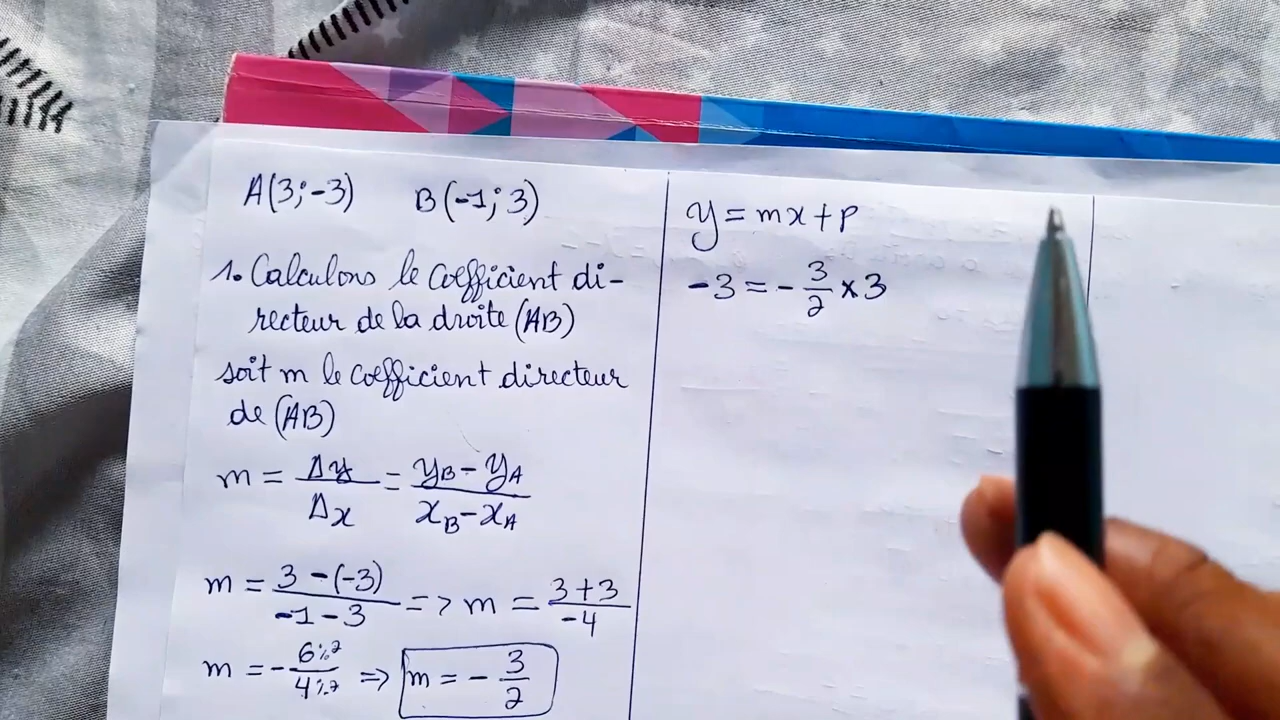 A(3;-3) B(-1;3)
1. Calculons le coefficient di-
recteur de la droite (AB)
soit m le coefficient directeur
de (AB)
m = Δy/Δx = (yB - yA)/(xB - xA)
m = (3 - (-3))/(-1 - 3) => m = (3 + 3)/(-4)
m = - 6÷2/4÷2 => m = - 3/2
y = mx + p
-3 = - 3/2 × 3